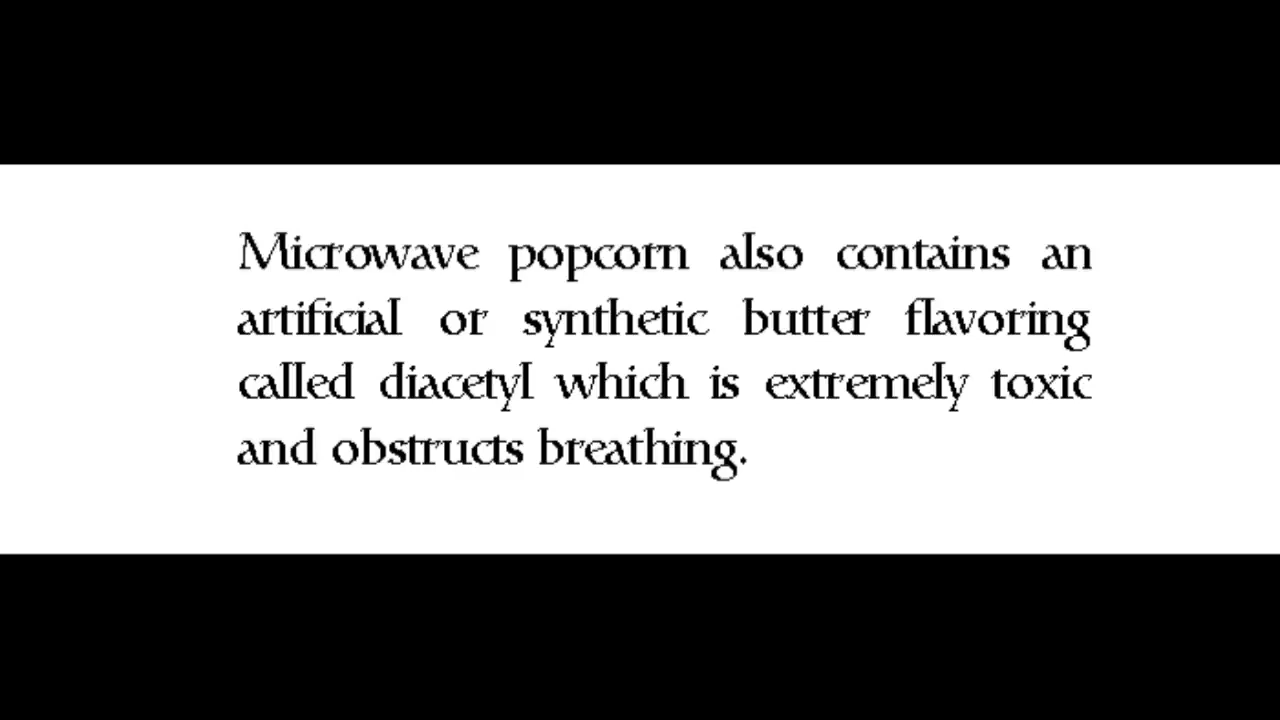 Microwave popcorn also contains an
artificial or synthetic butter flavoring
called diacetyl which is extremely toxic
and obstructs breathing.